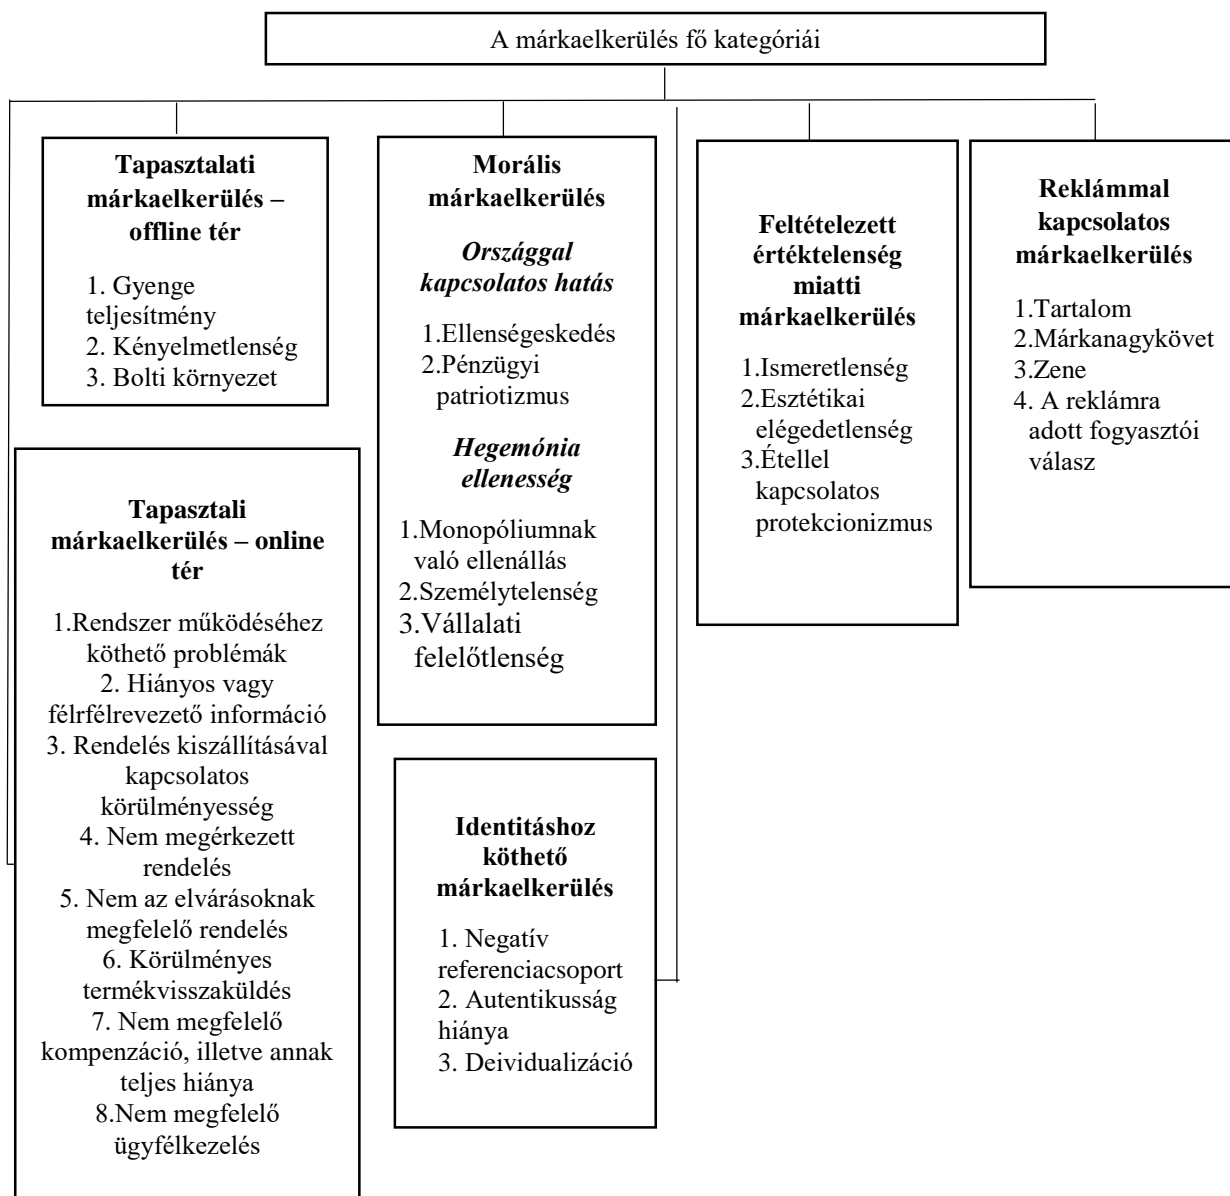 A márkaelkerülés fő kategóriái
Tapasztalati
márkaelkerülés –
offline tér
1. Gyenge
teljesítmény
2. Kényelmetlenség
3. Bolti környezet
Tapasztali
márkaelkerülés – online
tér
1.Rendszer működéséhez
köthető problémák
2. Hiányos vagy
félrfélrevezető információ
3. Rendelés kiszállításával
kapcsolatos
körülményesség
4. Nem megérkezett
rendelés
5. Nem az elvárásoknak
megfelelő rendelés
6. Körülményes
termékvisszaküldés
7. Nem megfelelő
kompenzáció, illetve annak
teljes hiánya
8.Nem megfelelő
ügyfélkezelés
Morális
márkaelkerülés
Országgal
kapcsolatos hatás
1.Ellenségeskedés
2.Pénzügyi
patriotizmus
Hegemónia
ellenesség
1.Monopóliumnak
való ellenállás
2.Személytelenség
3.Vállalati
felelőtlenség
Identitáshoz
köthető
márkaelkerülés
1. Negatív
referenciacsoport
2. Autentikusság
hiánya
3. Deividualizáció
Feltételezett
értéktelenség
miatti
márkaelkerülés
1.Ismeretlenség
2.Esztétikai
elégedetlenség
3.Étellel
kapcsolatos
protekcionizmus
Reklámmal
kapcsolatos
márkaelkerülés
1.Tartalom
2.Márkanagykövet
3.Zene
4. A reklámra
adott fogyasztói
válasz